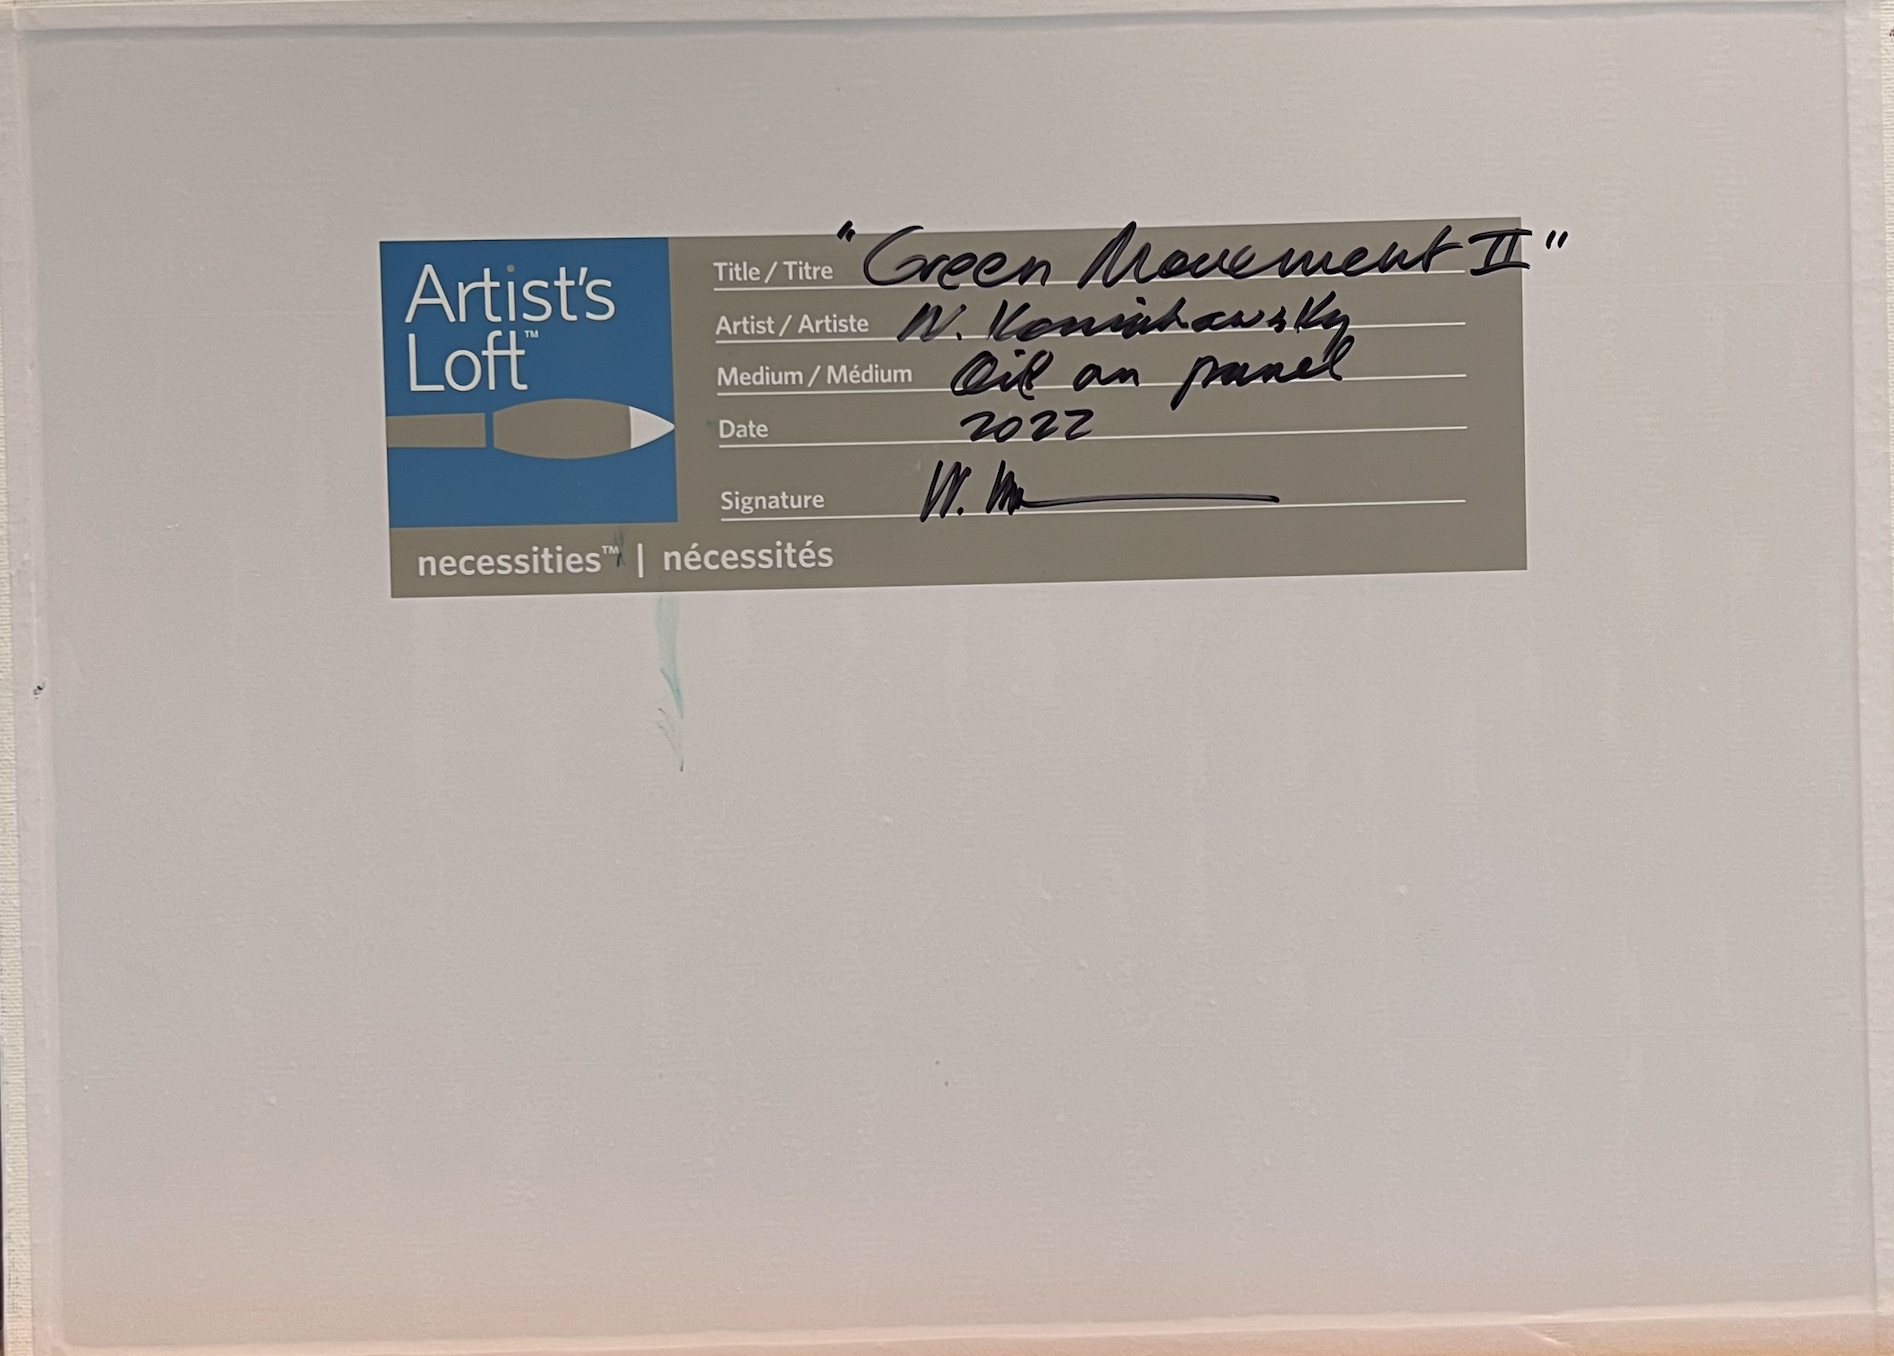 Artist's
Loft™
Title / Titre "Green Movement II"
Artist / Artiste W.
Medium / Médium Oil on panel
Date 2022
Signature W.
necessities™ | nécessités